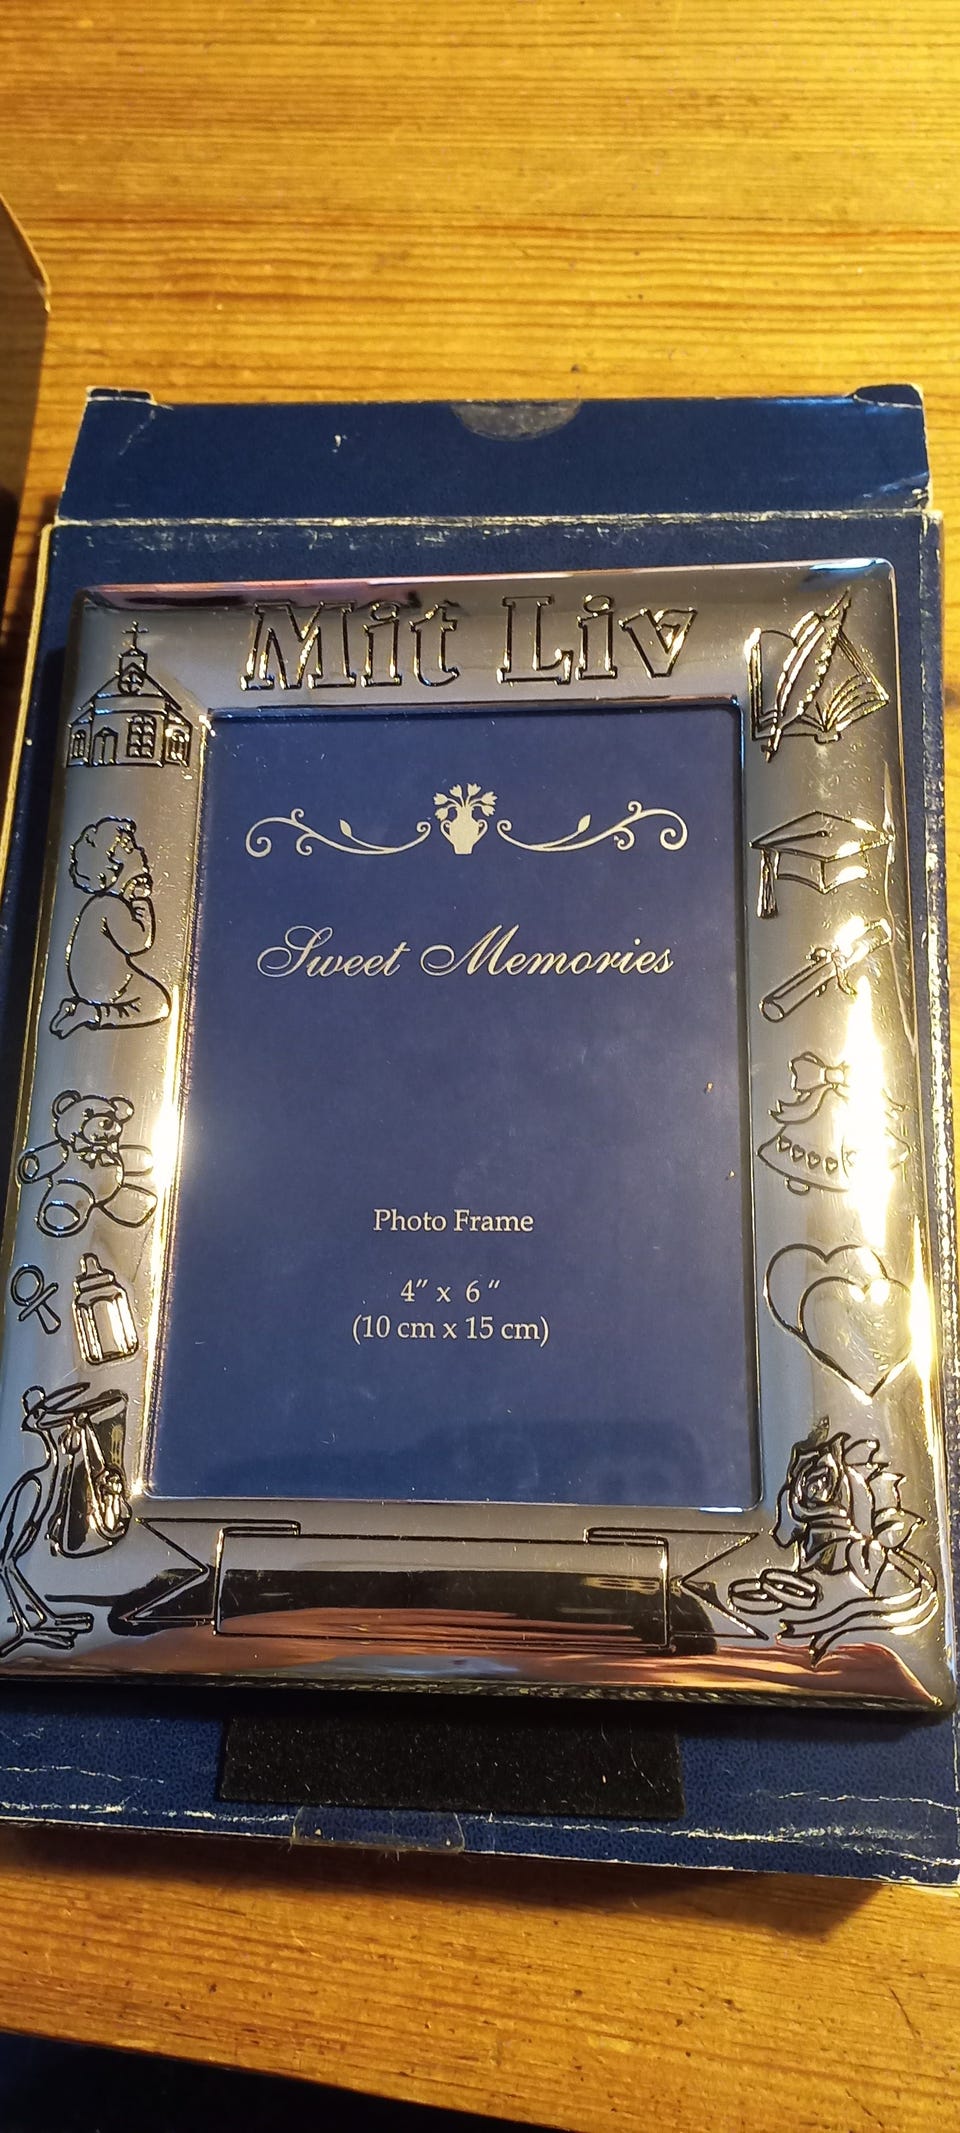 Mit Liv
Sweet Memories
Photo Frame
4" x 6"
(10 cm x 15 cm)